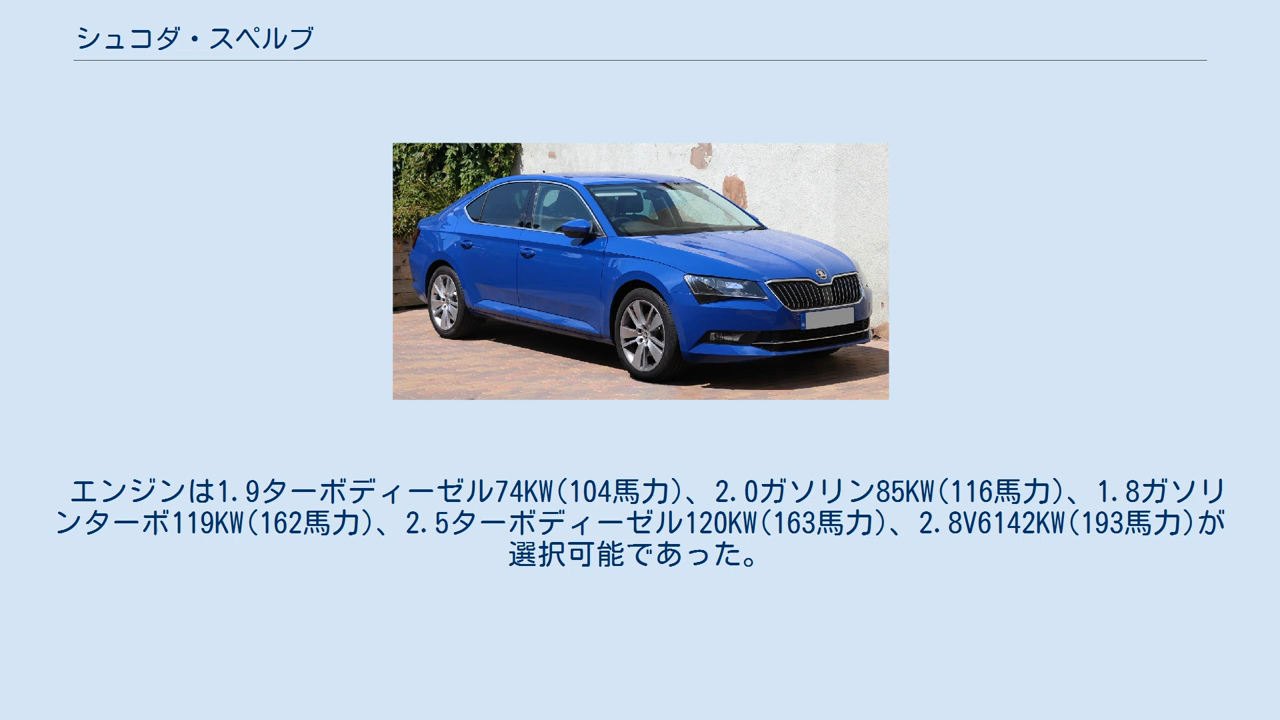 シュコダ・スペルブ
エンジンは1.9ターボディーゼル74KW(104馬力)、2.0ガソリン85KW(116馬力)、1.8ガソリ
ンターボ119KW(162馬力)、2.5ターボディーゼル120KW(163馬力)、2.8V6142KW(193馬力)が
選択可能であった。